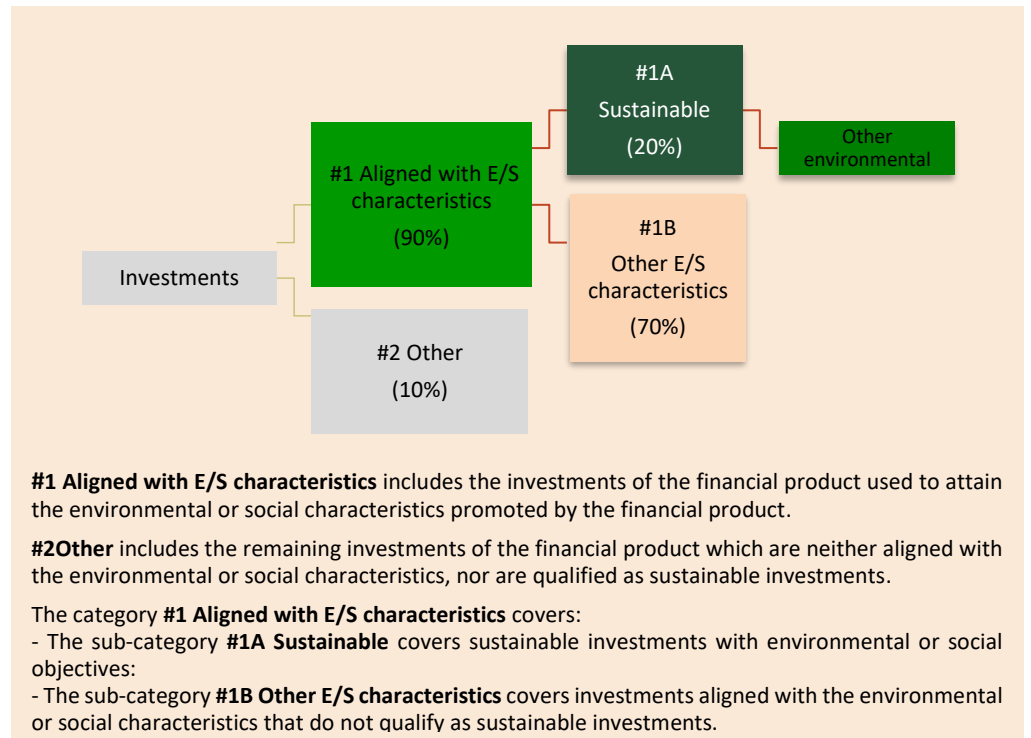 #1A
Sustainable
(20%)
Other
environmental
#1 Aligned with E/S
characteristics
(90%)
#1B
Other E/S
characteristics
(70%)
Investments
#2 Other
(10%)
#1 Aligned with E/S characteristics includes the investments of the financial product used to attain
the environmental or social characteristics promoted by the financial product.
#2Other includes the remaining investments of the financial product which are neither aligned with
the environmental or social characteristics, nor are qualified as sustainable investments.
The category #1 Aligned with E/S characteristics covers:
- The sub-category #1A Sustainable covers sustainable investments with environmental or social
objectives:
- The sub-category #1B Other E/S characteristics covers investments aligned with the environmental
or social characteristics that do not qualify as sustainable investments.